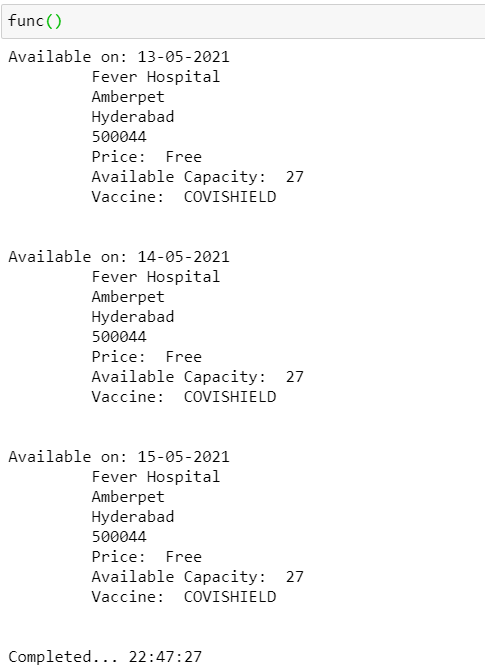 func()
Available on: 13-05-2021
Fever Hospital
Amberpet
Hyderabad
500044
Price:  Free
Available Capacity:  27
Vaccine:  COVISHIELD
Available on: 14-05-2021
Fever Hospital
Amberpet
Hyderabad
500044
Price:  Free
Available Capacity:  27
Vaccine:  COVISHIELD
Available on: 15-05-2021
Fever Hospital
Amberpet
Hyderabad
500044
Price:  Free
Available Capacity:  27
Vaccine:  COVISHIELD
Completed... 22:47:27